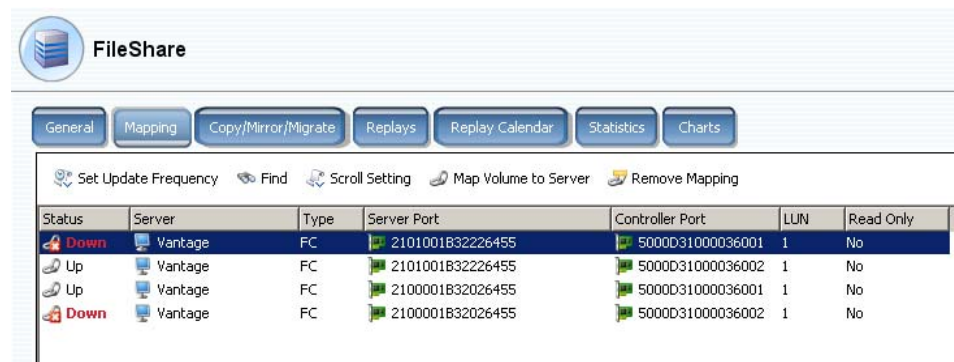 FileShare
General Mapping Copy/Mirror/Migrate Replays Replay Calendar Statistics Charts
Set Update Frequency Find Scroll Setting Map Volume to Server Remove Mapping
Status Server Type Server Port Controller Port LUN Read Only
Down Vantage FC 2101001B32226455 5000D31000036001 1 No
Up Vantage FC 2101001B32226455 5000D31000036002 1 No
Up Vantage FC 2100001B32026455 5000D31000036001 1 No
Down Vantage FC 2100001B32026455 5000D31000036002 1 No